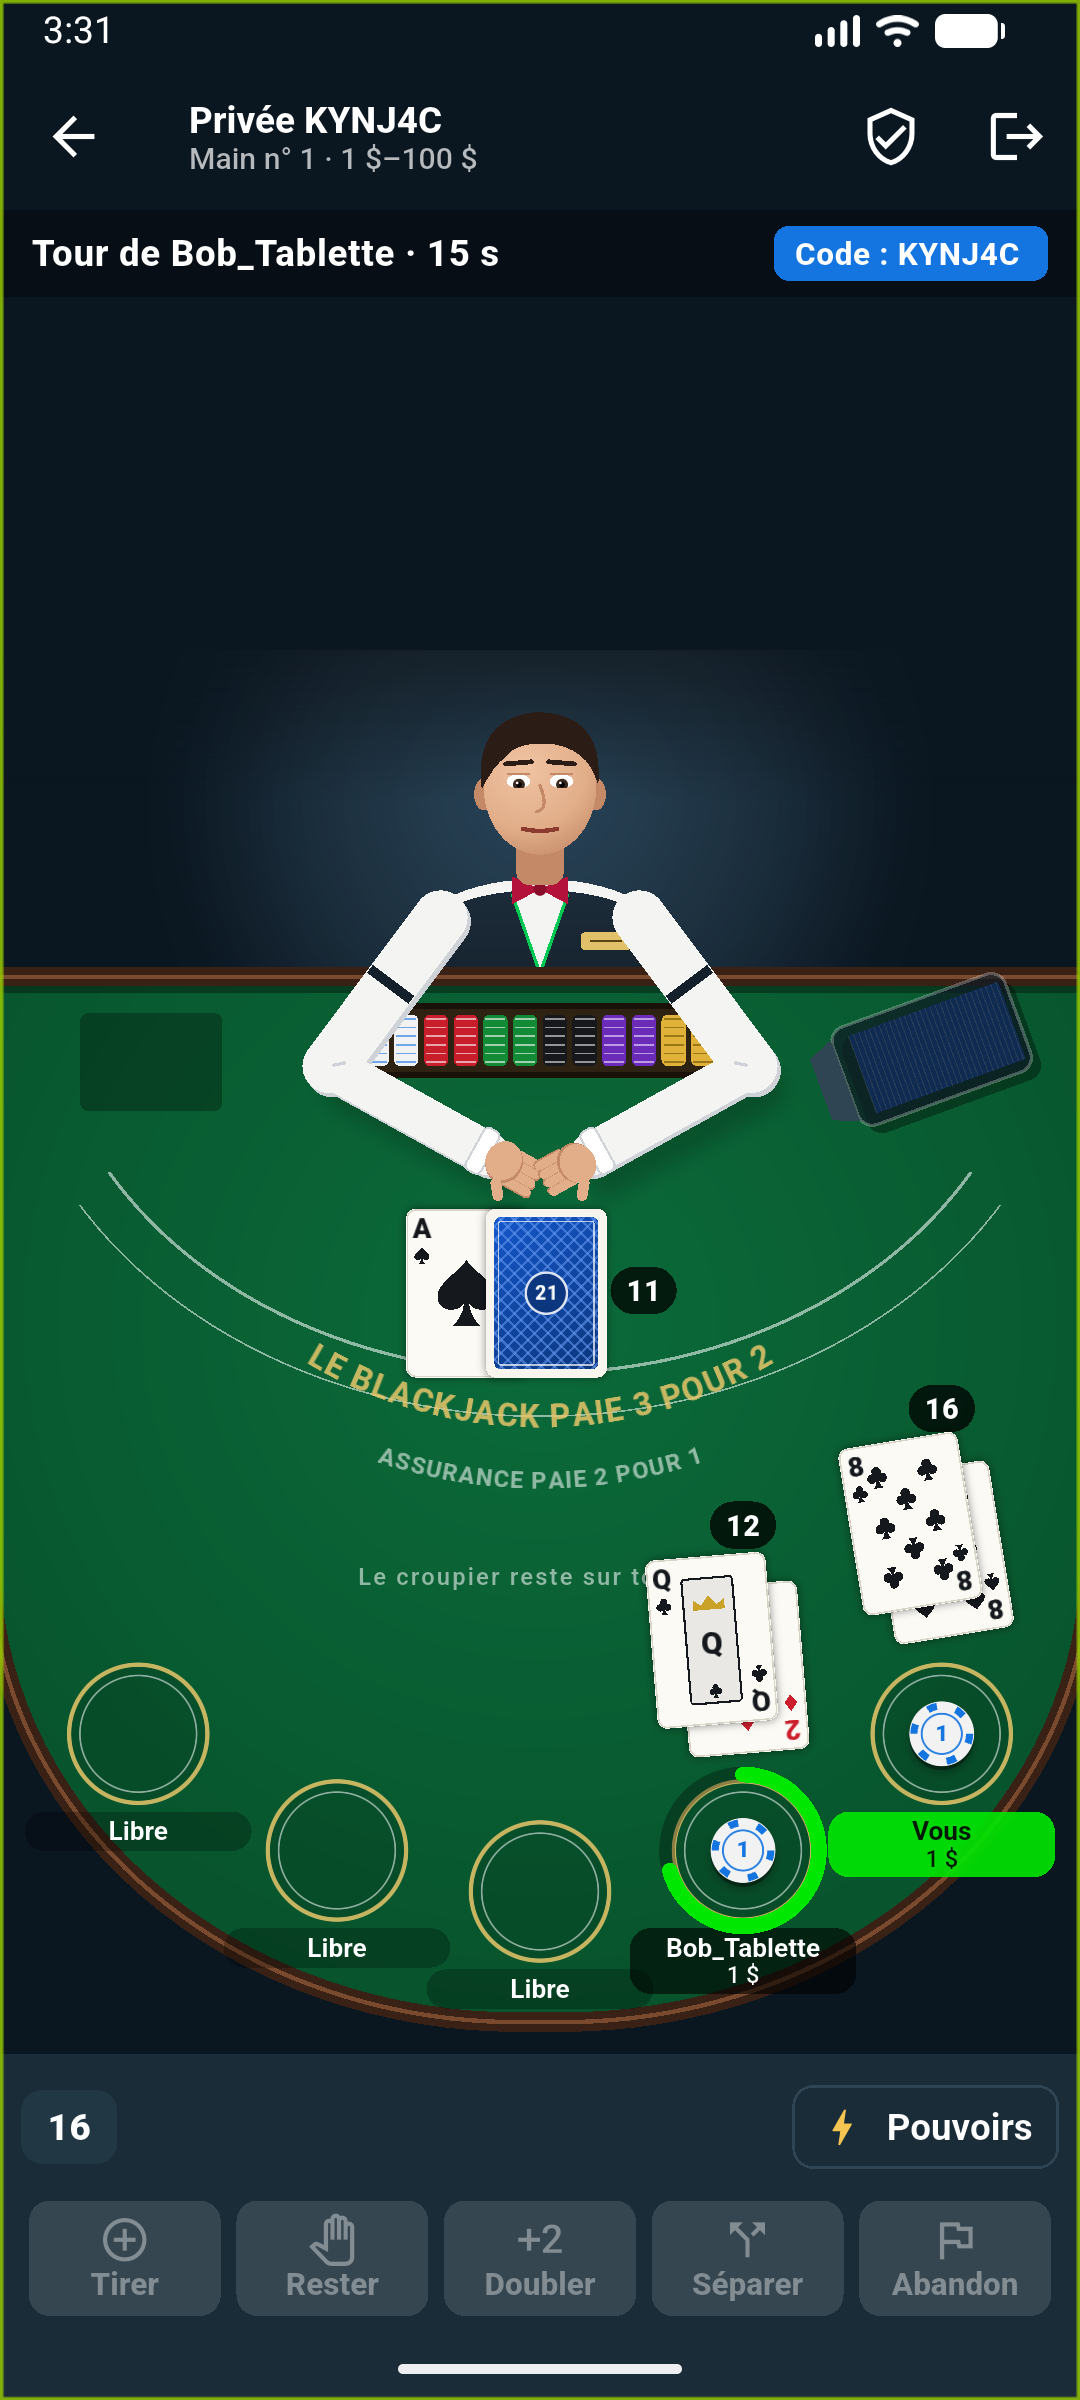 3:31
Privée KYNJ4C
Main n° 1 · 1 $–100 $
Tour de Bob_Tablette · 15 s
Code : KYNJ4C
A
21
11
LE BLACKJACK PAIE 3 POUR 2
ASSURANCE PAIE 2 POUR 1
16
8
8
8
12
Le croupier reste sur
Q
Q
Q
2
1
1
Libre
Vous
1 $
Libre
Bob_Tablette
1 $
Libre
16
Pouvoirs
+2
Tirer
Rester
Doubler
Séparer
Abandon